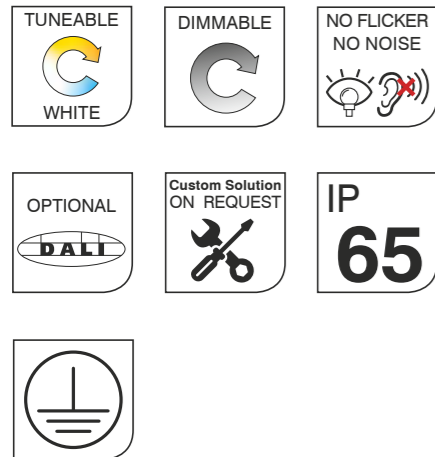 TUNEABLE
WHITE
DIMMABLE
NO FLICKER
NO NOISE
OPTIONAL
DALI
Custom Solution
ON REQUEST
IP
65